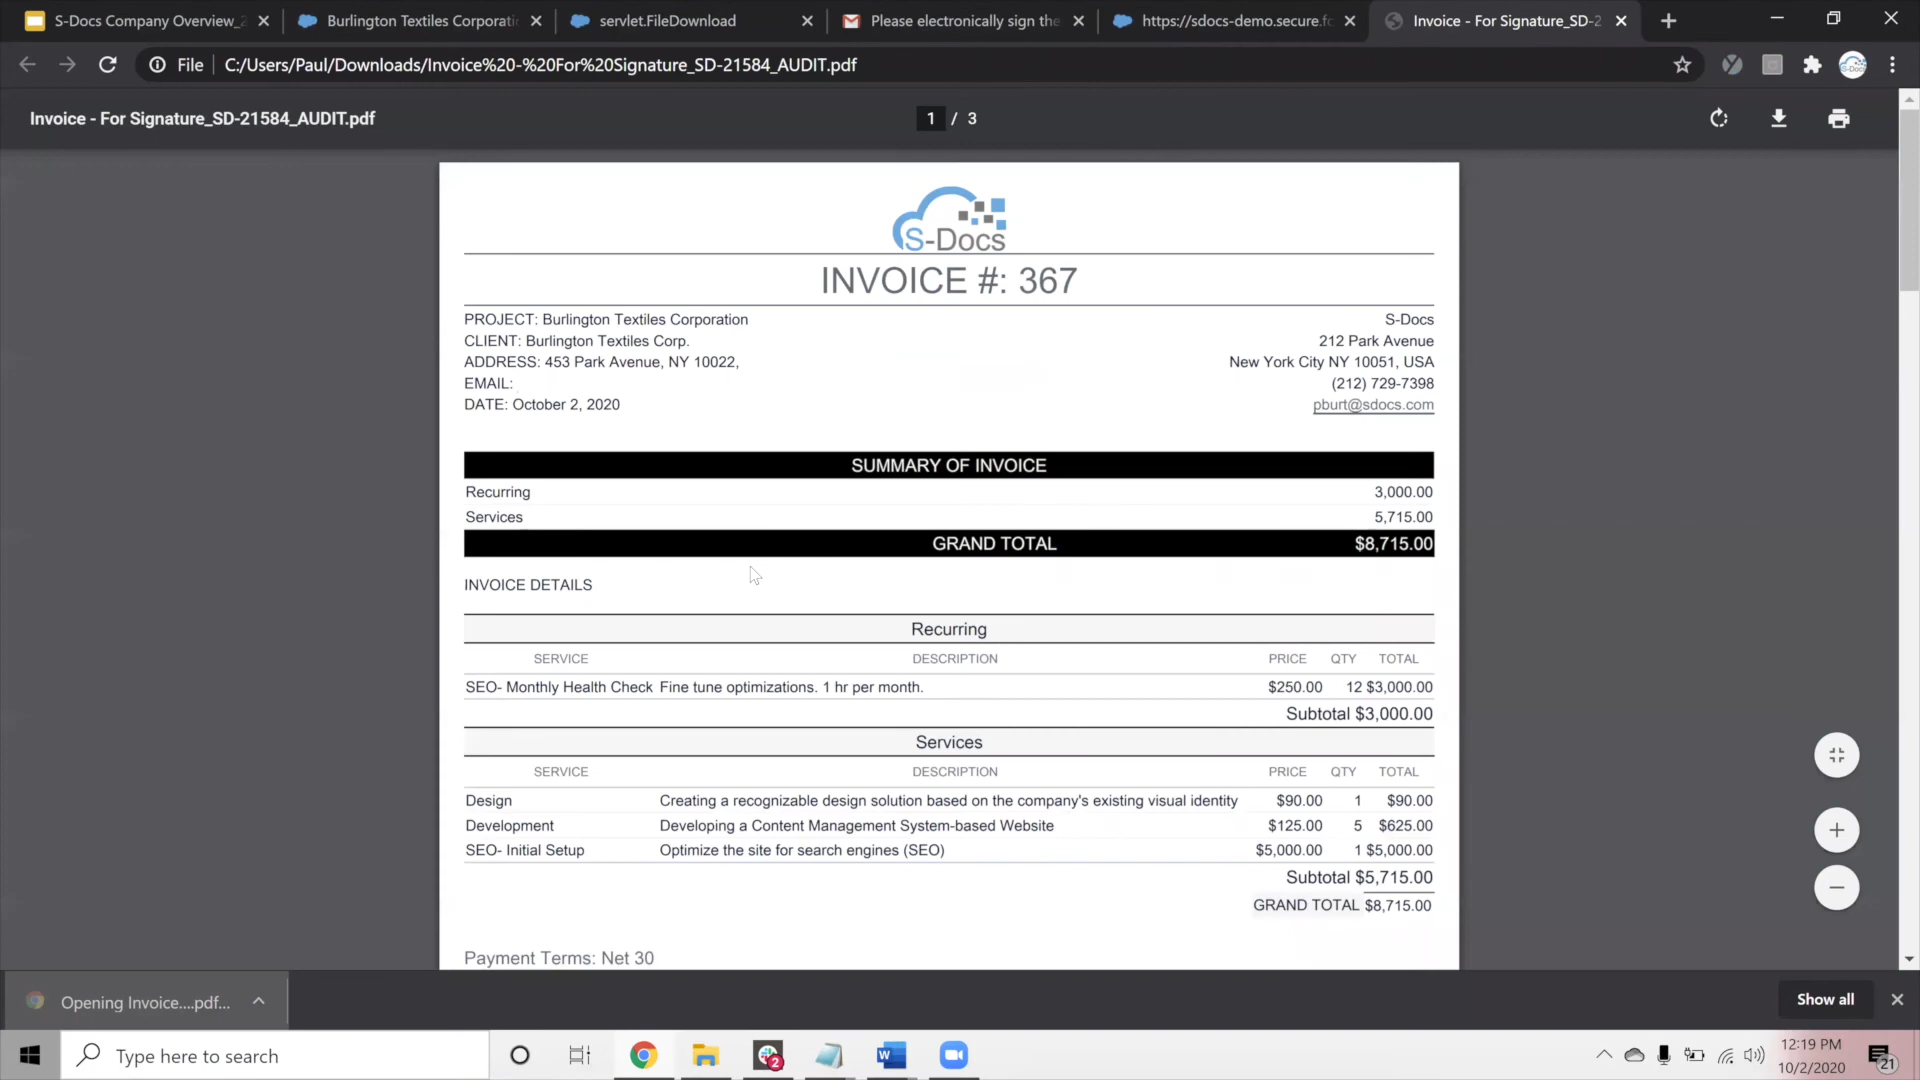 S-Docs Company Overview_2
Burlington Textiles Corporati
servlet.FileDownload
Please electronically sign the
https://sdocs-demo.secure.fo
Invoice - For Signature_SD-2
File
C:/Users/Paul/Downloads/Invoice%20-%20For%20Signature_SD-21584_AUDIT.pdf
Invoice - For Signature_SD-21584_AUDIT.pdf
1 / 3
S-Docs
INVOICE #: 367
PROJECT: Burlington Textiles Corporation
S-Docs
CLIENT: Burlington Textiles Corp.
212 Park Avenue
ADDRESS: 453 Park Avenue, NY 10022,
New York City NY 10051, USA
EMAIL:
(212) 729-7398
DATE: October 2, 2020
pburt@sdocs.com
SUMMARY OF INVOICE
Recurring 3,000.00
Services 5,715.00
GRAND TOTAL $8,715.00
INVOICE DETAILS
Recurring
SERVICE DESCRIPTION PRICE QTY TOTAL
SEO- Monthly Health Check Fine tune optimizations. 1 hr per month. $250.00 12 $3,000.00
Subtotal $3,000.00
Services
SERVICE DESCRIPTION PRICE QTY TOTAL
Design Creating a recognizable design solution based on the company's existing visual identity $90.00 1 $90.00
Development Developing a Content Management System-based Website $125.00 5 $625.00
SEO- Initial Setup Optimize the site for search engines (SEO) $5,000.00 1 $5,000.00
Subtotal $5,715.00
GRAND TOTAL $8,715.00
Payment Terms: Net 30
Opening Invoice....pdf...
Show all
Type here to search
2
W
12:19 PM
10/2/2020
21